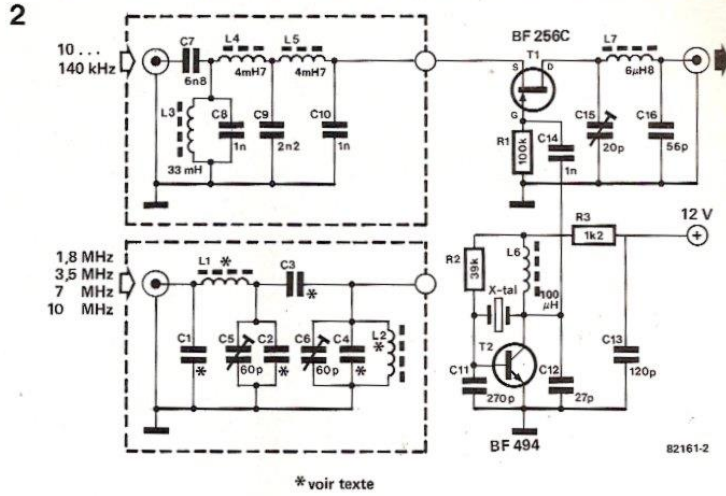 2
10 ...
140 kHz
C7
6n8
L4
4mH7
L5
4mH7
L3
33 mH
C8
1n
C9
2n2
C10
1n
BF 256C
T1
S
D
G
R1
100k
C14
1n
L7
6µH8
C15
20p
C16
56p
1,8 MHz
3,5 MHz
7 MHz
10 MHz
L1
*
C3
*
C1
*
C5
60p
C2
*
C6
60p
C4
*
L2
*
R2
39k
L6
100
µH
X-tal
R3
1k2
12 V
+
T2
C11
270p
C12
27p
C13
120p
BF 494
82161-2
* voir texte